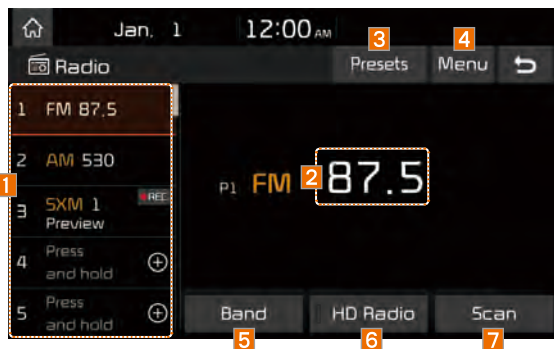 Jan. 1 12:00 AM
3 4
Radio Presets Menu
1 FM 87.5
2 AM 530
1
P1 FM 2 87.5
3 SXM 1 REC
Preview
4 Press
and hold
5 Press
and hold
Band HD Radio Scan
5 6 7